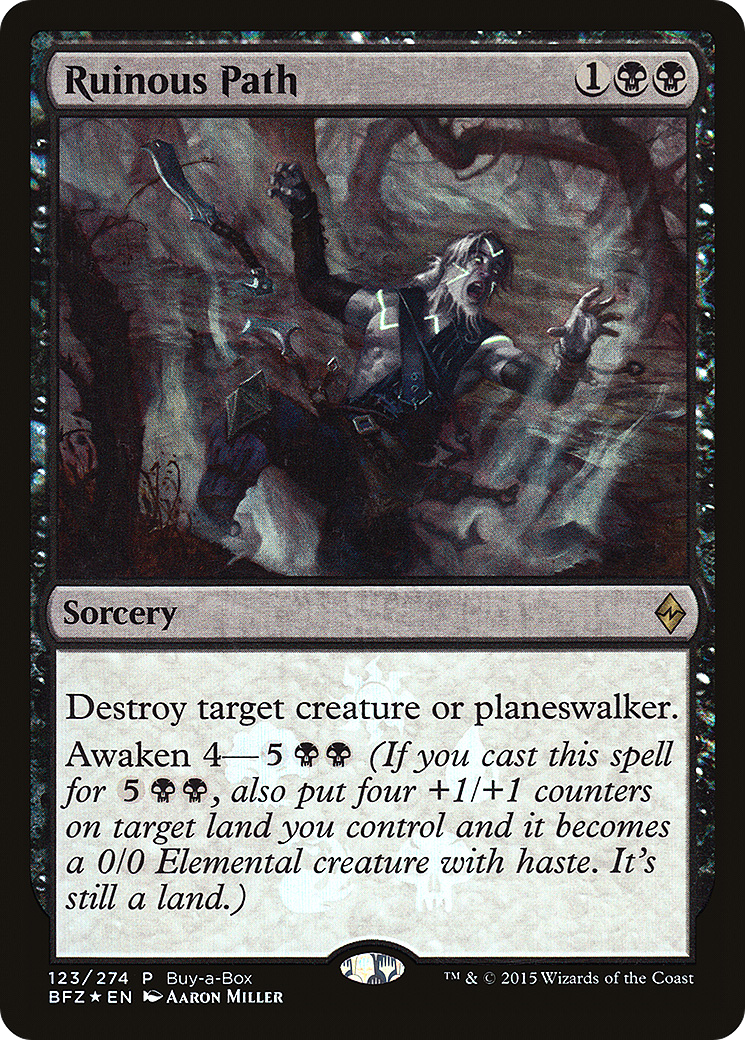 Ruinous Path 1
Sorcery
Destroy target creature or planeswalker.
Awaken 4—5 (If you cast this spell
for 5, also put four +1/+1 counters
on target land you control and it becomes
a 0/0 Elemental creature with haste. It's
still a land.)
123/274 P Buy-a-Box
BFZ★EN AARON MILLER
™ & © 2015 Wizards of the Coast